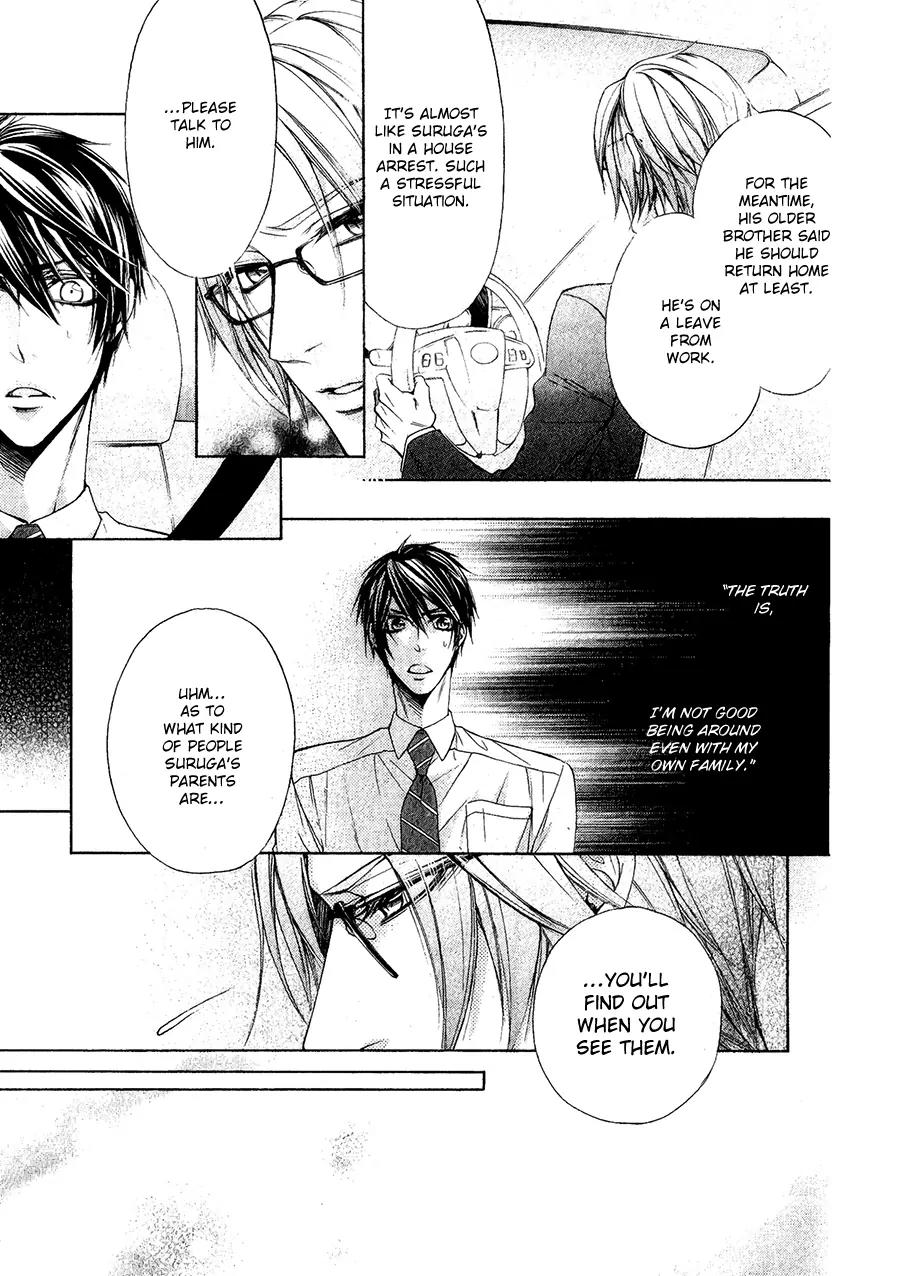 FOR THE
MEANTIME,
HIS OLDER
BROTHER SAID
HE SHOULD
RETURN HOME
AT LEAST.
HE'S ON
A LEAVE
FROM
WORK.
IT'S ALMOST
LIKE SURUGA'S
IN A HOUSE
ARREST. SUCH
A STRESSFUL
SITUATION.
...PLEASE
TALK TO
HIM.
"THE TRUTH
IS,
I'M NOT GOOD
BEING AROUND
EVEN WITH MY
OWN FAMILY."
UHM...
AS TO
WHAT KIND
OF PEOPLE
SURUGA'S
PARENTS
ARE...
...YOU'LL
FIND OUT
WHEN YOU
SEE THEM.